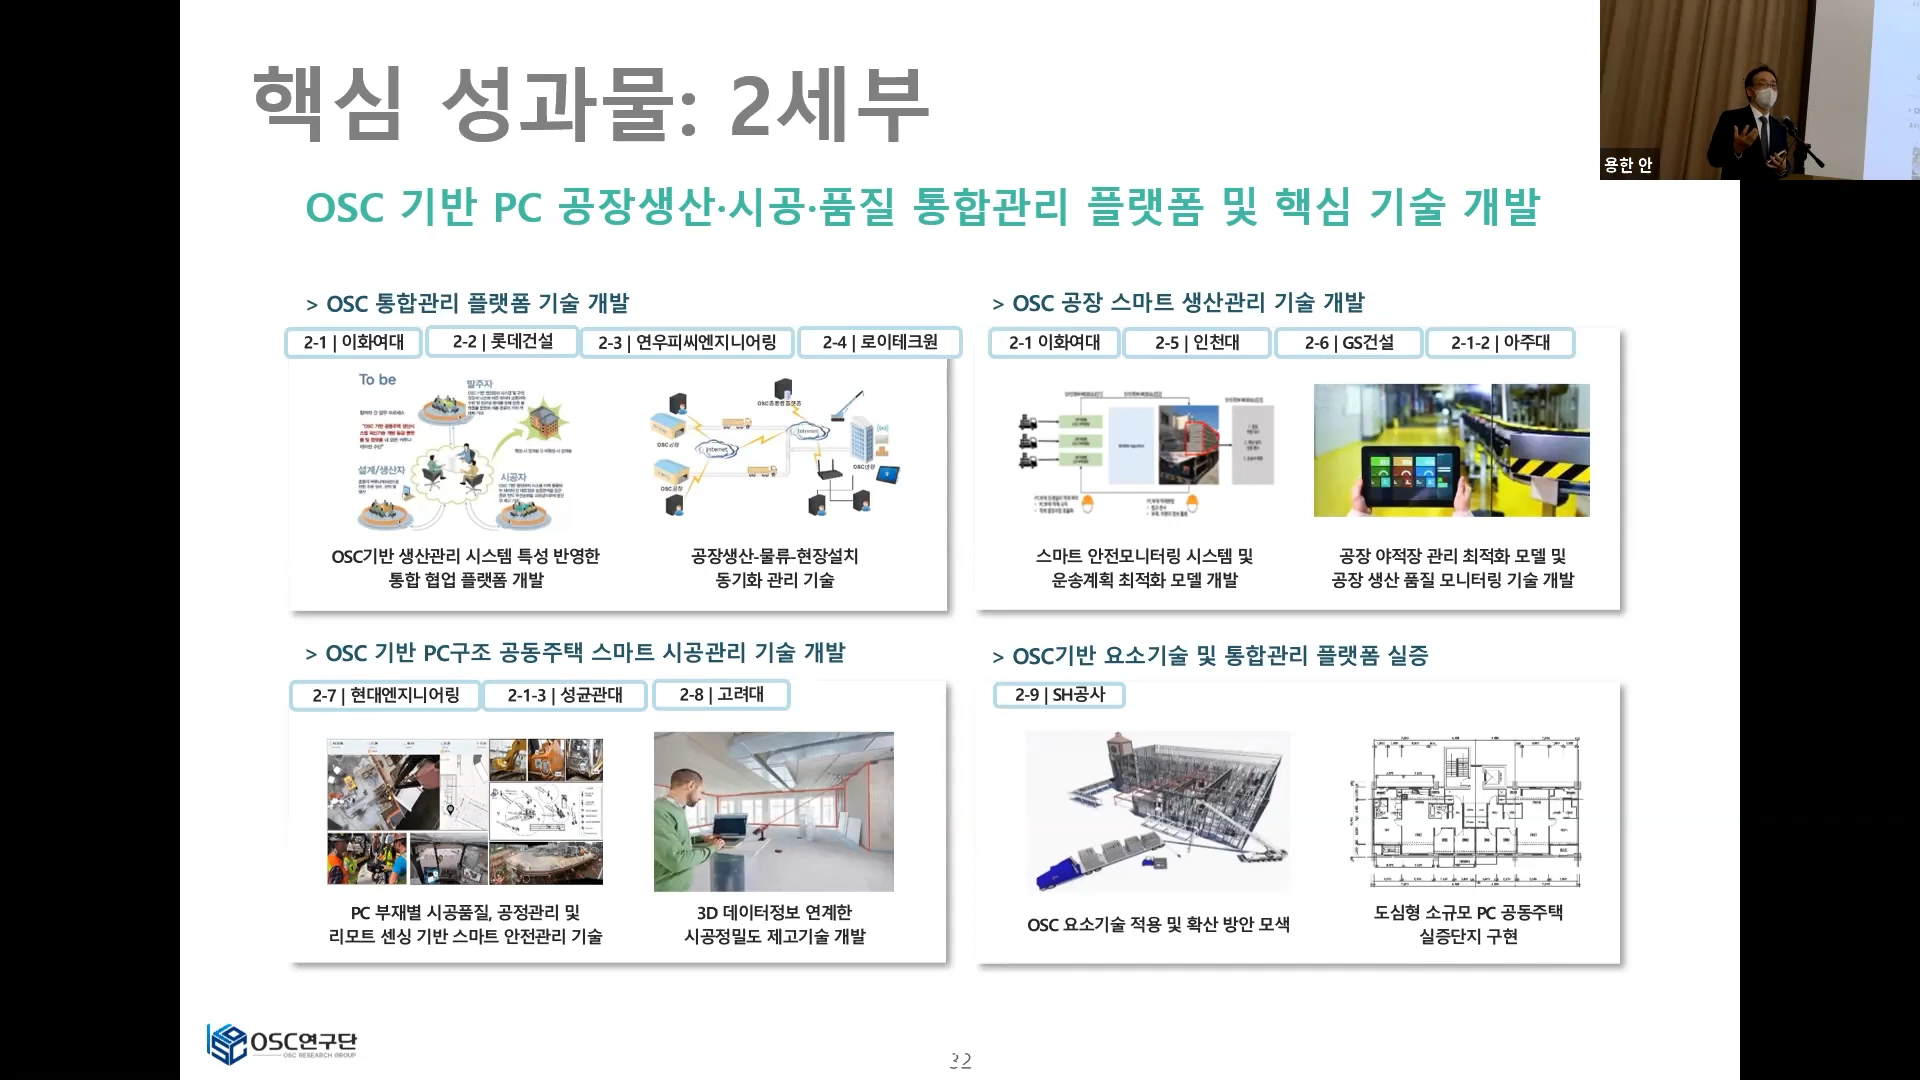 핵심 성과물: 2세부
용한 안
OSC 기반 PC 공장생산·시공·품질 통합관리 플랫폼 및 핵심 기술 개발
> OSC 통합관리 플랫폼 기술 개발
2-1 | 이화여대
2-2 | 롯데건설
2-3 | 연우피씨엔지니어링
2-4 | 로이테크원
To be
발주자
설계/생산자
시공자
OSC공장
OSC공장
Internet
Internet
OSC현장
OSC기반 생산관리 시스템 특성 반영한
통합 협업 플랫폼 개발
공장생산-물류-현장설치
동기화 관리 기술
> OSC 공장 스마트 생산관리 기술 개발
2-1 이화여대
2-5 | 인천대
2-6 | GS건설
2-1-2 | 아주대
스마트 안전모니터링 시스템 및
운송계획 최적화 모델 개발
공장 야적장 관리 최적화 모델 및
공장 생산 품질 모니터링 기술 개발
> OSC 기반 PC구조 공동주택 스마트 시공관리 기술 개발
2-7 | 현대엔지니어링
2-1-3 | 성균관대
2-8 | 고려대
PC 부재별 시공품질, 공정관리 및
리모트 센싱 기반 스마트 안전관리 기술
3D 데이터정보 연계한
시공정밀도 제고기술 개발
> OSC기반 요소기술 및 통합관리 플랫폼 실증
2-9 | SH공사
OSC 요소기술 적용 및 확산 방안 모색
도심형 소규모 PC 공동주택
실증단지 구현
OSC연구단
OSC RESEARCH GROUP
32